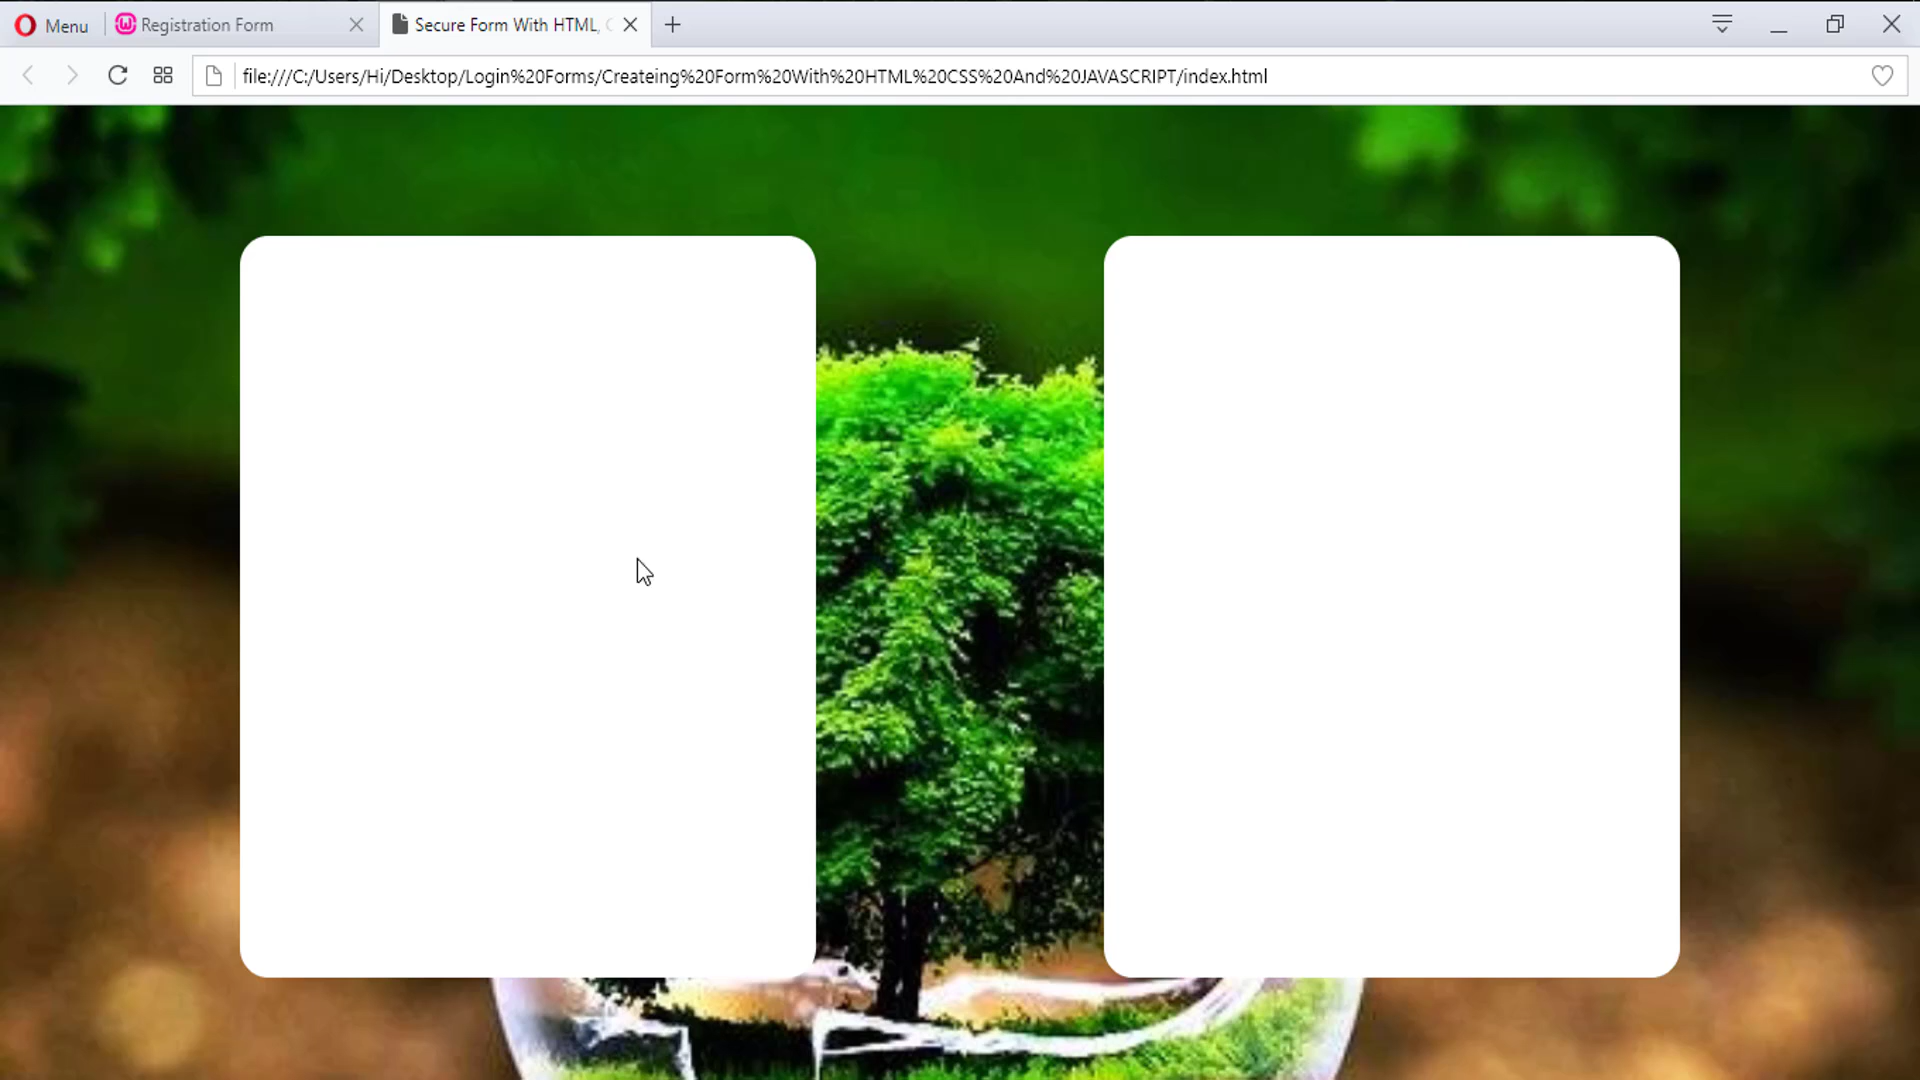 Menu
Registration Form
Secure Form With HTML,
file:///C:/Users/Hi/Desktop/Login%20Forms/Createing%20Form%20With%20HTML%20CSS%20And%20JAVASCRIPT/index.html